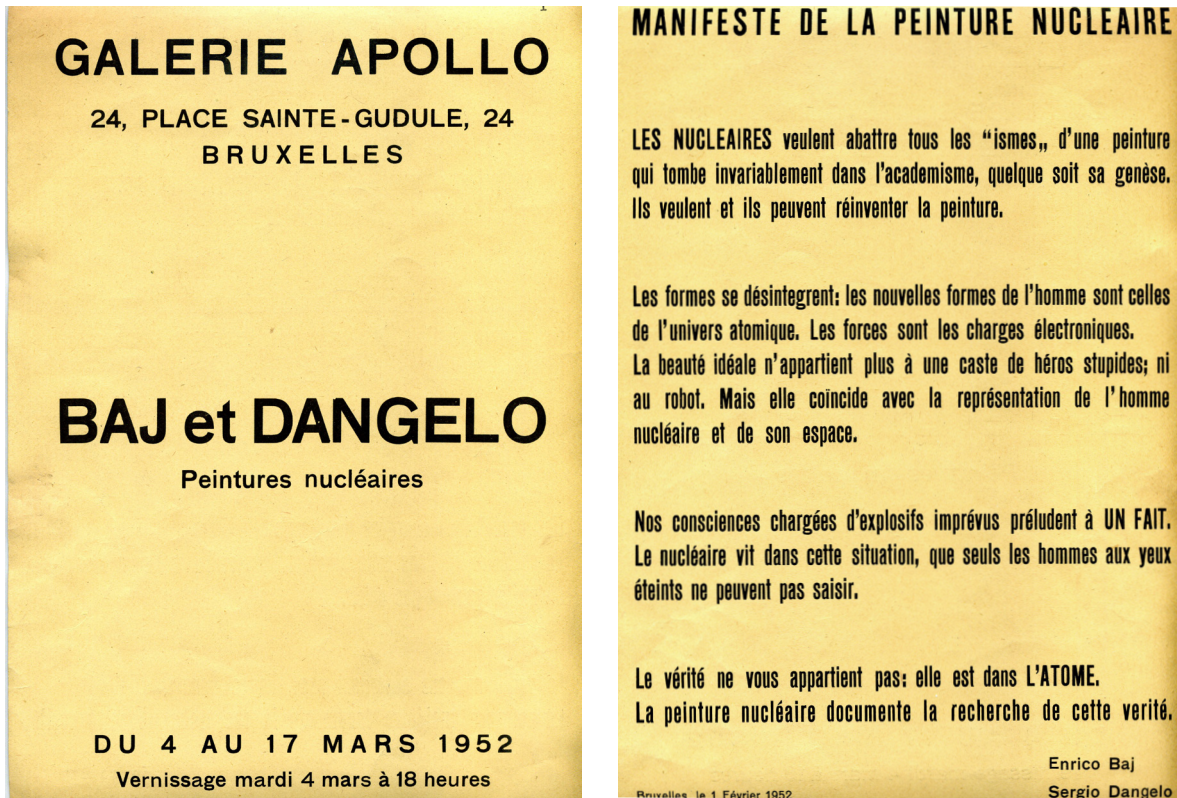 GALERIE APOLLO
24, PLACE SAINTE-GUDULE, 24
BRUXELLES
BAJ et DANGELO
Peintures nucléaires
DU 4 AU 17 MARS 1952
Vernissage mardi 4 mars à 18 heures
MANIFESTE DE LA PEINTURE NUCLEAIRE
LES NUCLEAIRES veulent abattre tous les “ismes„ d’une peinture
qui tombe invariablement dans l’academisme, quelque soit sa genèse.
Ils veulent et ils peuvent réinventer la peinture.
Les formes se désintegrent: les nouvelles formes de l’homme sont celles
de l’univers atomique. Les forces sont les charges électroniques.
La beauté idéale n’appartient plus à une caste de héros stupides; ni
au robot. Mais elle coïncide avec la représentation de l’homme
nucléaire et de son espace.
Nos consciences chargées d’explosifs imprévus préludent à UN FAIT.
Le nucléaire vit dans cette situation, que seuls les hommes aux yeux
éteints ne peuvent pas saisir.
Le vérité ne vous appartient pas: elle est dans L’ATOME.
La peinture nucléaire documente la recherche de cette verité.
Enrico Baj
Bruxelles, le 1 Février 1952
Sergio Dangelo